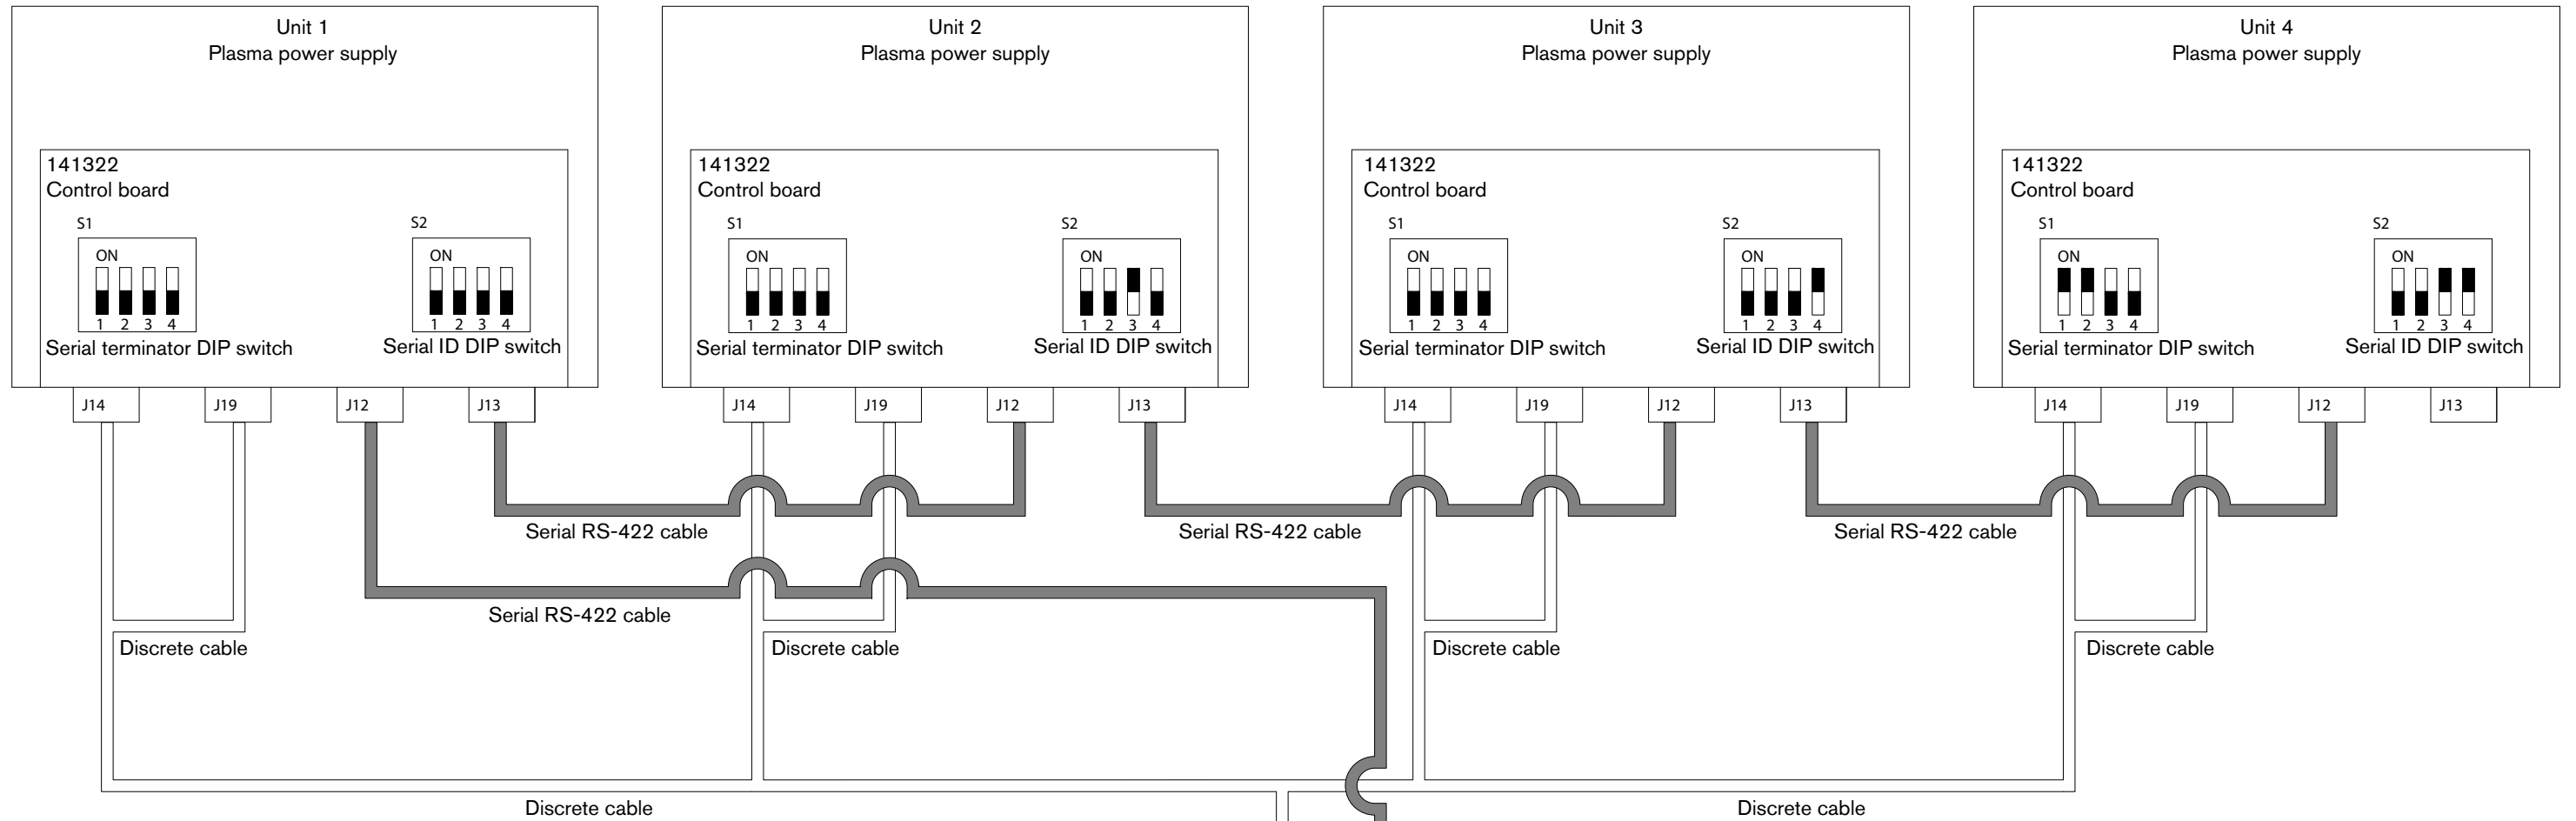 Unit 1
Plasma power supply
141322
Control board
S1
ON
1 2 3 4
Serial terminator DIP switch
S2
ON
1 2 3 4
Serial ID DIP switch
J14
J19
J12
J13
Unit 2
Plasma power supply
141322
Control board
S1
ON
1 2 3 4
Serial terminator DIP switch
S2
ON
1 2 3 4
Serial ID DIP switch
J14
J19
J12
J13
Unit 3
Plasma power supply
141322
Control board
S1
ON
1 2 3 4
Serial terminator DIP switch
S2
ON
1 2 3 4
Serial ID DIP switch
J14
J19
J12
J13
Unit 4
Plasma power supply
141322
Control board
S1
ON
1 2 3 4
Serial terminator DIP switch
S2
ON
1 2 3 4
Serial ID DIP switch
J14
J19
J12
J13
Serial RS-422 cable
Serial RS-422 cable
Serial RS-422 cable
Serial RS-422 cable
Discrete cable
Discrete cable
Discrete cable
Discrete cable
Discrete cable
Discrete cable